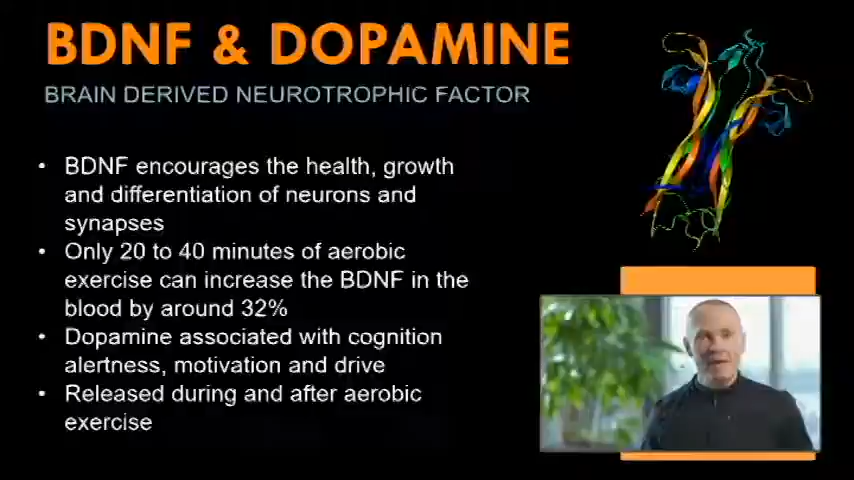 BDNF & DOPAMINE
BRAIN DERIVED NEUROTROPHIC FACTOR
• BDNF encourages the health, growth
and differentiation of neurons and
synapses
• Only 20 to 40 minutes of aerobic
exercise can increase the BDNF in the
blood by around 32%
• Dopamine associated with cognition
alertness, motivation and drive
• Released during and after aerobic
exercise